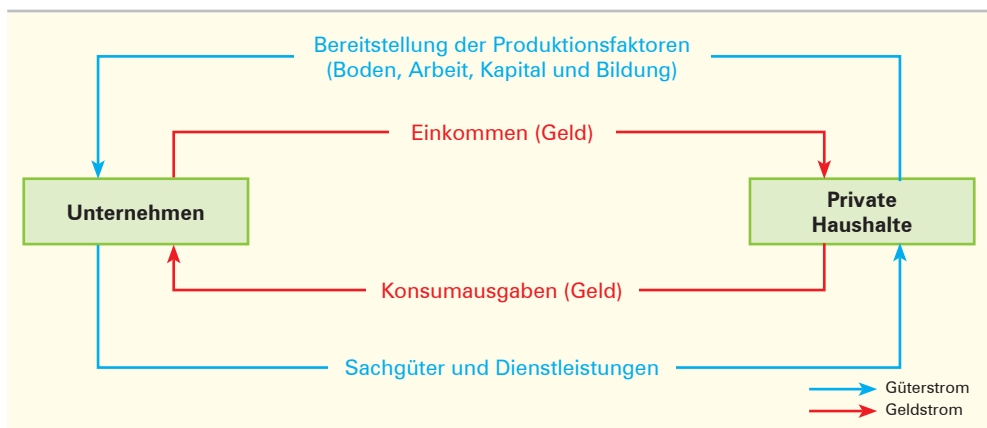 Bereitstellung der Produktionsfaktoren
(Boden, Arbeit, Kapital und Bildung)
Einkommen (Geld)
Unternehmen
Private
Haushalte
Konsumausgaben (Geld)
Sachgüter und Dienstleistungen
Güterstrom
Geldstrom